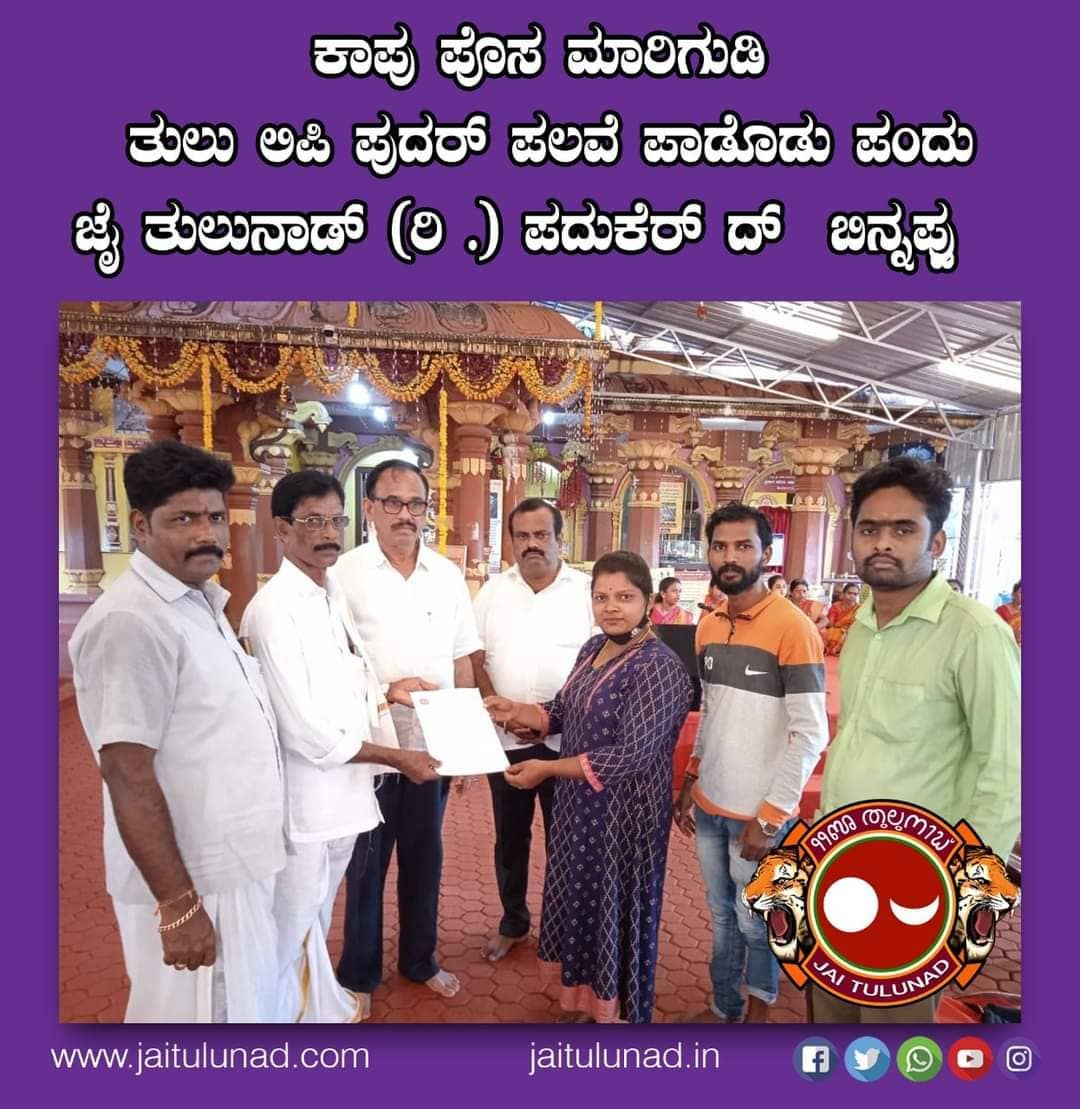 ಕಾಪು ಪೊಸ ಮಾರಿಗುಡಿ
ತುಲು ಲಿಪಿ ಪುದರ್ ಪಲವೆ ಪಾಡೊಡು ಪಂದು
ಜೈ ತುಲುನಾಡ್ (ರಿ .) ಪದುಕೆರ್ ದ್ ಬಿನ್ನಪ್ಪ
JAI TULUNAD
www.jaitulunad.com
jaitulunad.in